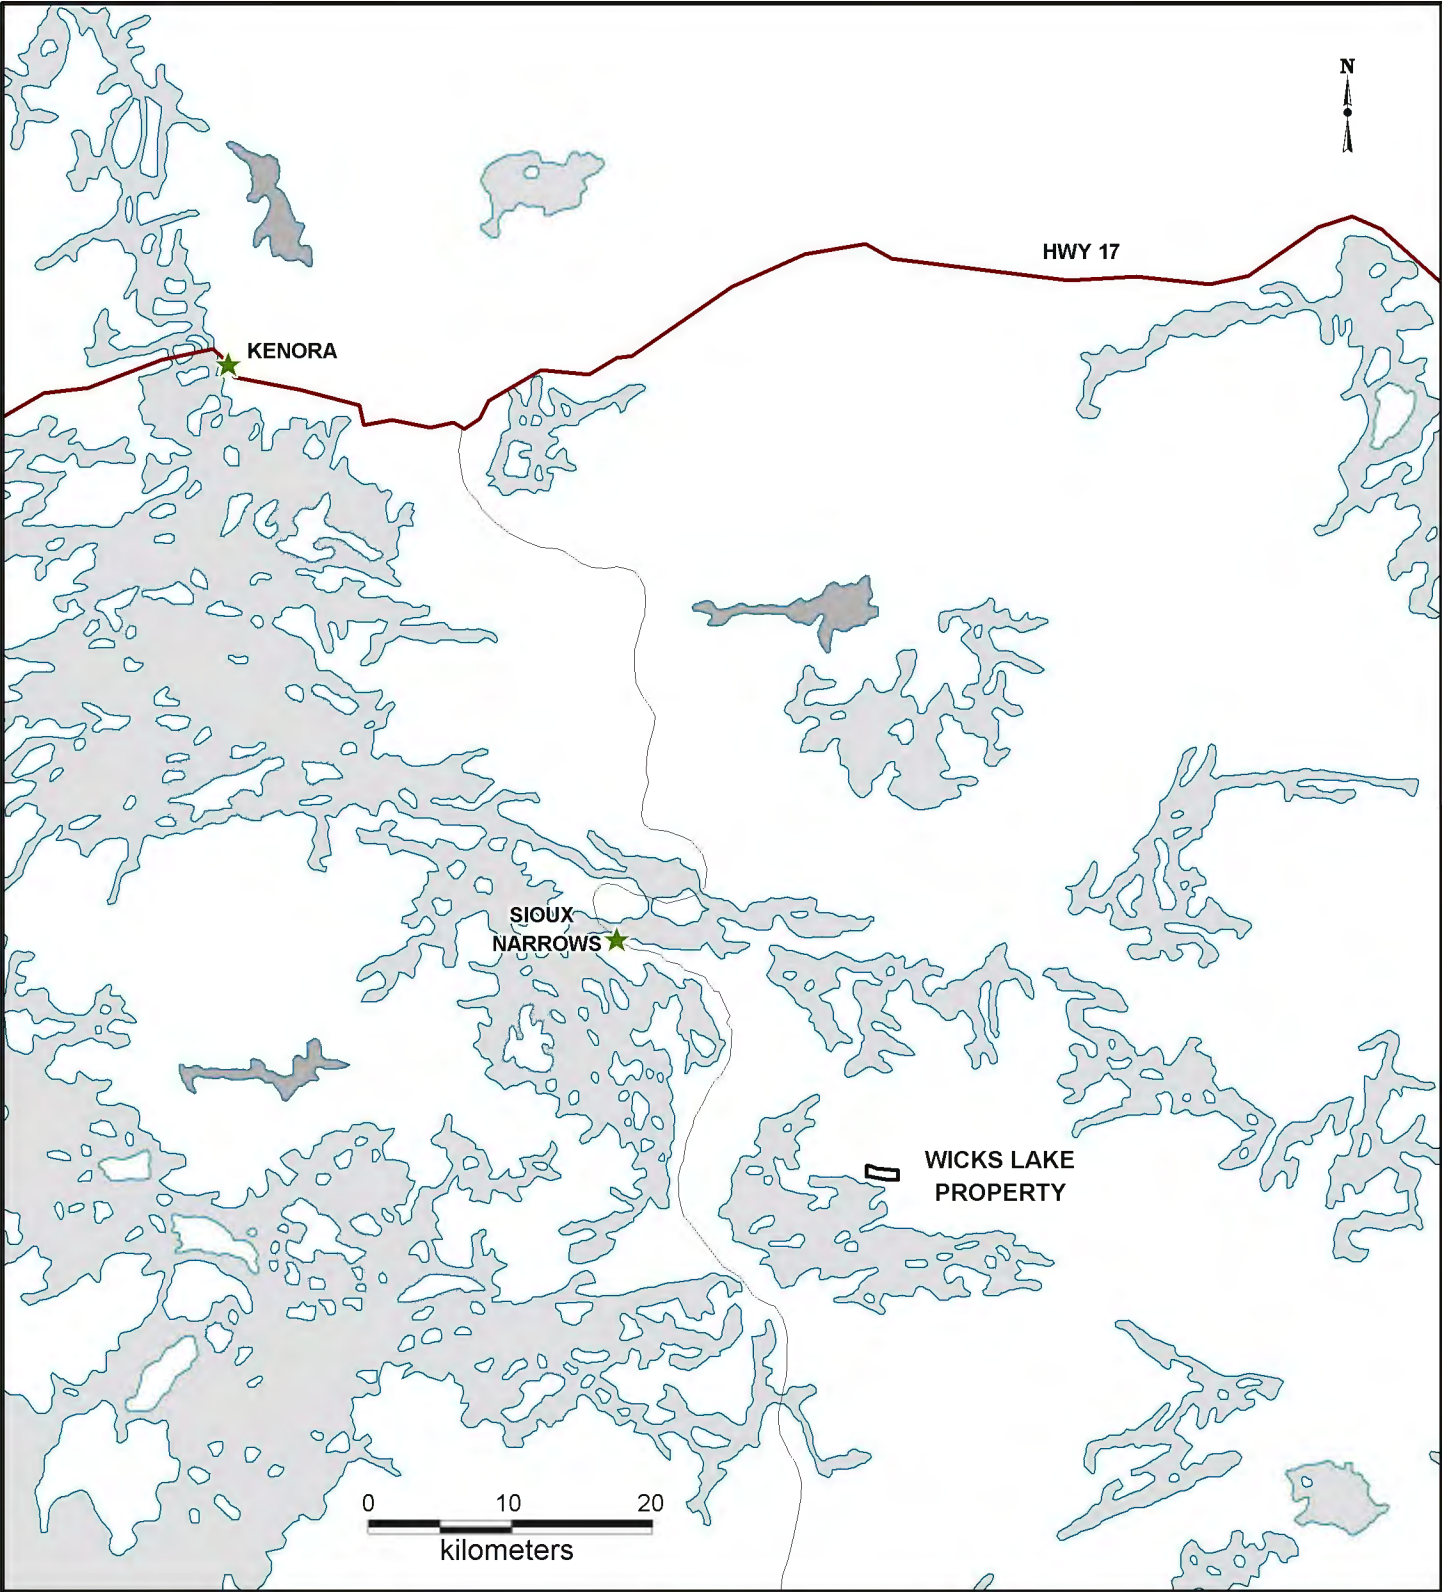 N
HWY 17
KENORA
SIOUX
NARROWS
WICKS LAKE
PROPERTY
0 10 20
kilometers